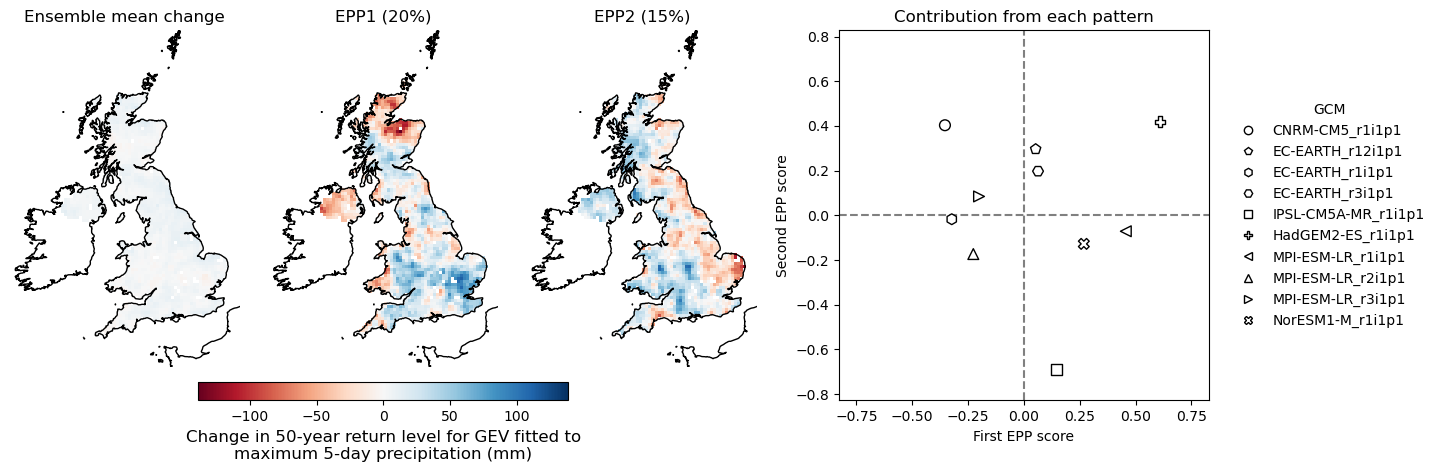 Ensemble mean change
EPP1 (20%)
EPP2 (15%)
−100 −50 0 50 100
Change in 50-year return level for GEV fitted to
maximum 5-day precipitation (mm)
Contribution from each pattern
Second EPP score
0.8
0.6
0.4
0.2
0.0
−0.2
−0.4
−0.6
−0.8
−0.75 −0.50 −0.25 0.00 0.25 0.50 0.75
First EPP score
GCM
CNRM-CM5_r1i1p1
EC-EARTH_r12i1p1
EC-EARTH_r1i1p1
EC-EARTH_r3i1p1
IPSL-CM5A-MR_r1i1p1
HadGEM2-ES_r1i1p1
MPI-ESM-LR_r1i1p1
MPI-ESM-LR_r2i1p1
MPI-ESM-LR_r3i1p1
NorESM1-M_r1i1p1